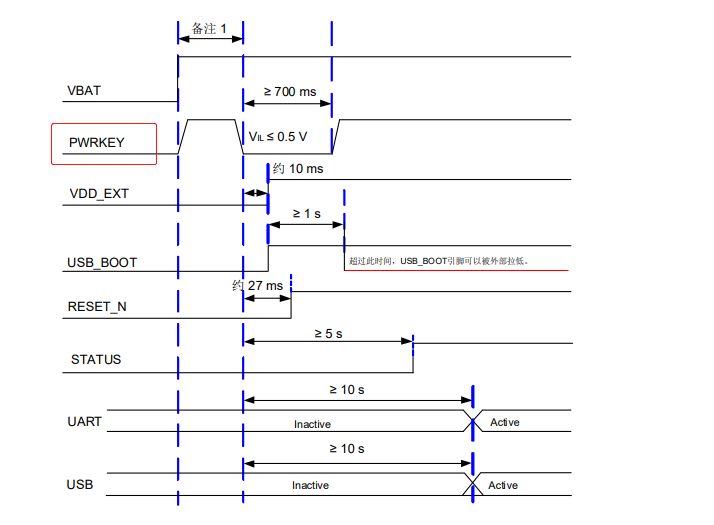 备注 1
VBAT
≥ 700 ms
PWRKEY
VIL ≤ 0.5 V
约 10 ms
VDD_EXT
≥ 1 s
USB_BOOT
超过此时间，USB_BOOT引脚可以被外部拉低。
约 27 ms
RESET_N
≥ 5 s
STATUS
≥ 10 s
UART
Inactive
Active
≥ 10 s
USB
Inactive
Active